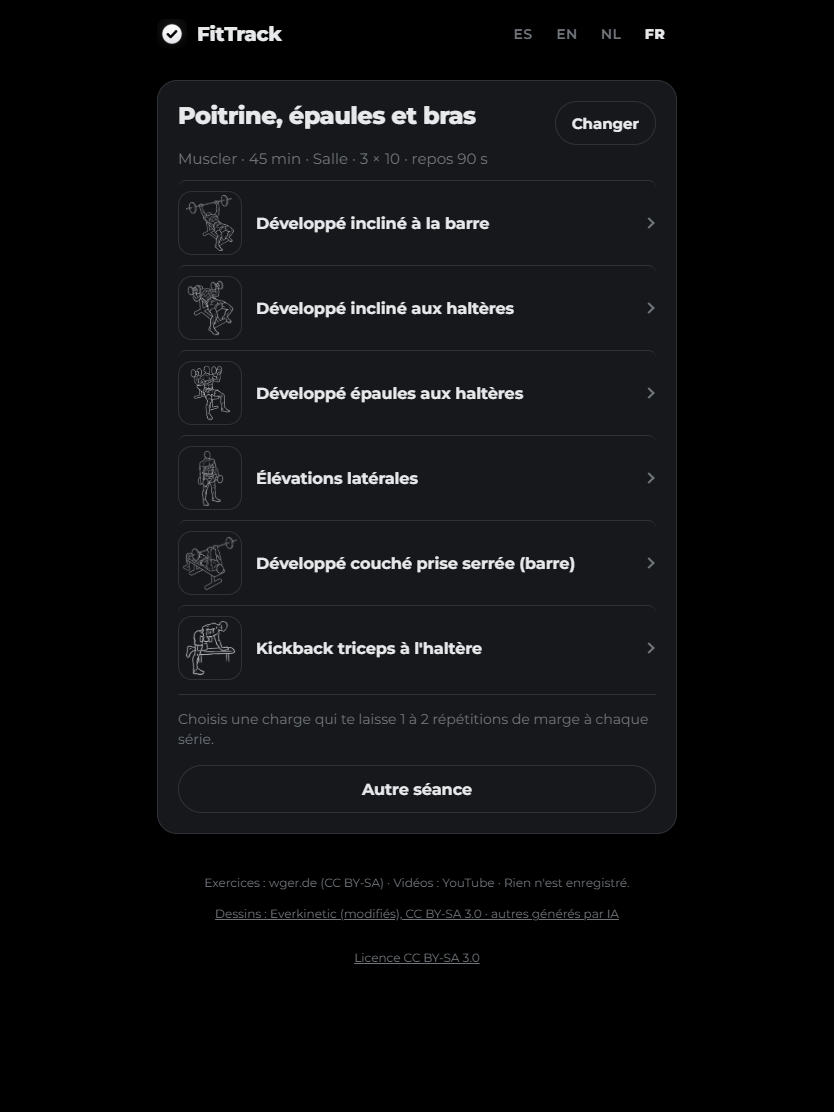 FitTrack
ES EN NL FR
Poitrine, épaules et bras
Changer
Muscler · 45 min · Salle · 3 × 10 · repos 90 s
Développé incliné à la barre
Développé incliné aux haltères
Développé épaules aux haltères
Élévations latérales
Développé couché prise serrée (barre)
Kickback triceps à l'haltère
Choisis une charge qui te laisse 1 à 2 répétitions de marge à chaque
série.
Autre séance
Exercices : wger.de (CC BY-SA) · Vidéos : YouTube · Rien n'est enregistré.
Dessins : Everkinetic (modifiés), CC BY-SA 3.0 · autres générés par IA
Licence CC BY-SA 3.0